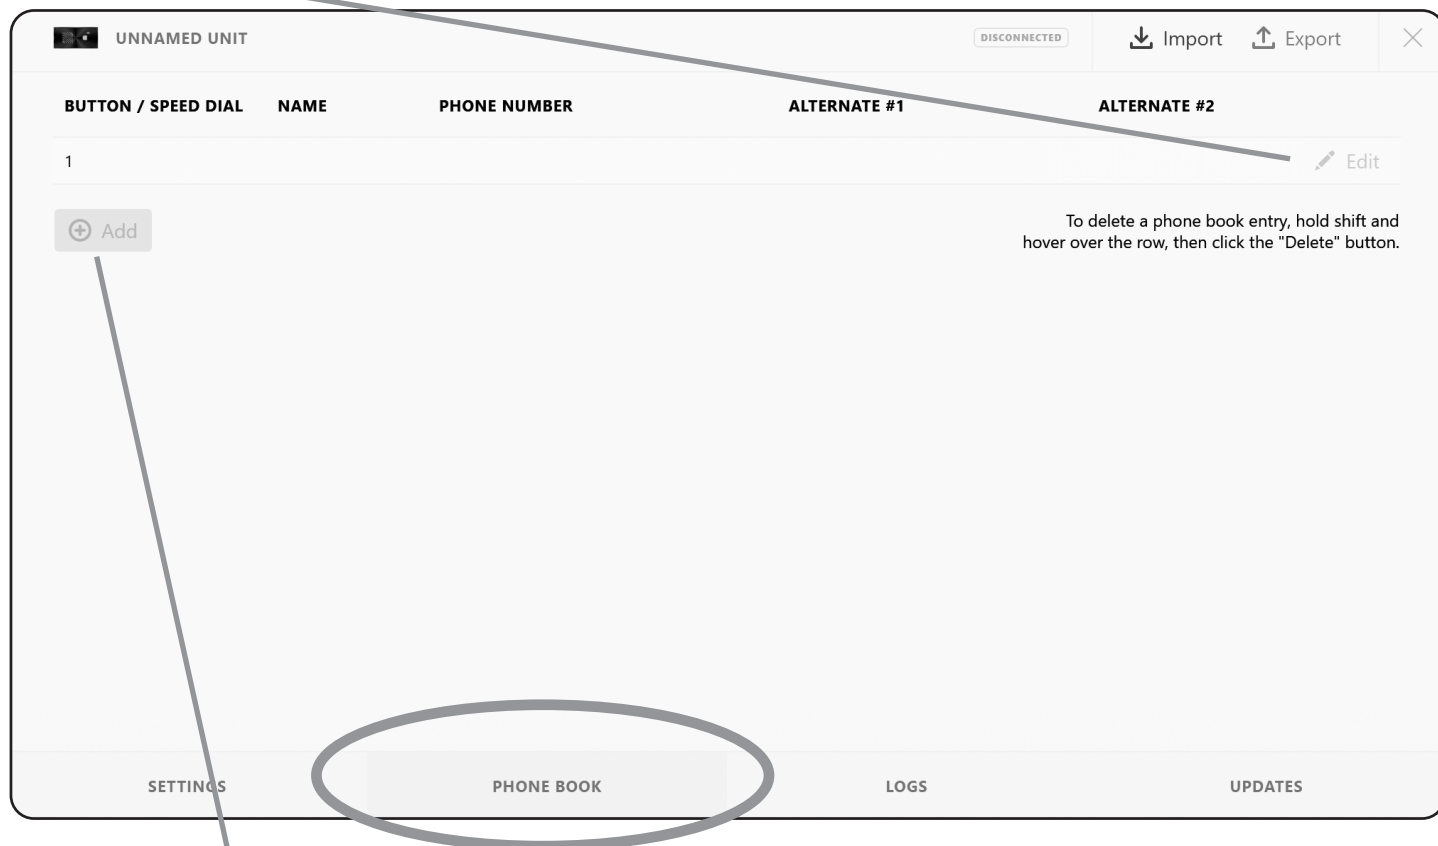 UNNAMED UNIT DISCONNECTED Import Export
BUTTON / SPEED DIAL NAME PHONE NUMBER ALTERNATE #1 ALTERNATE #2
1 Edit
Add
To delete a phone book entry, hold shift and
hover over the row, then click the "Delete" button.
SETTINGS PHONE BOOK LOGS UPDATES